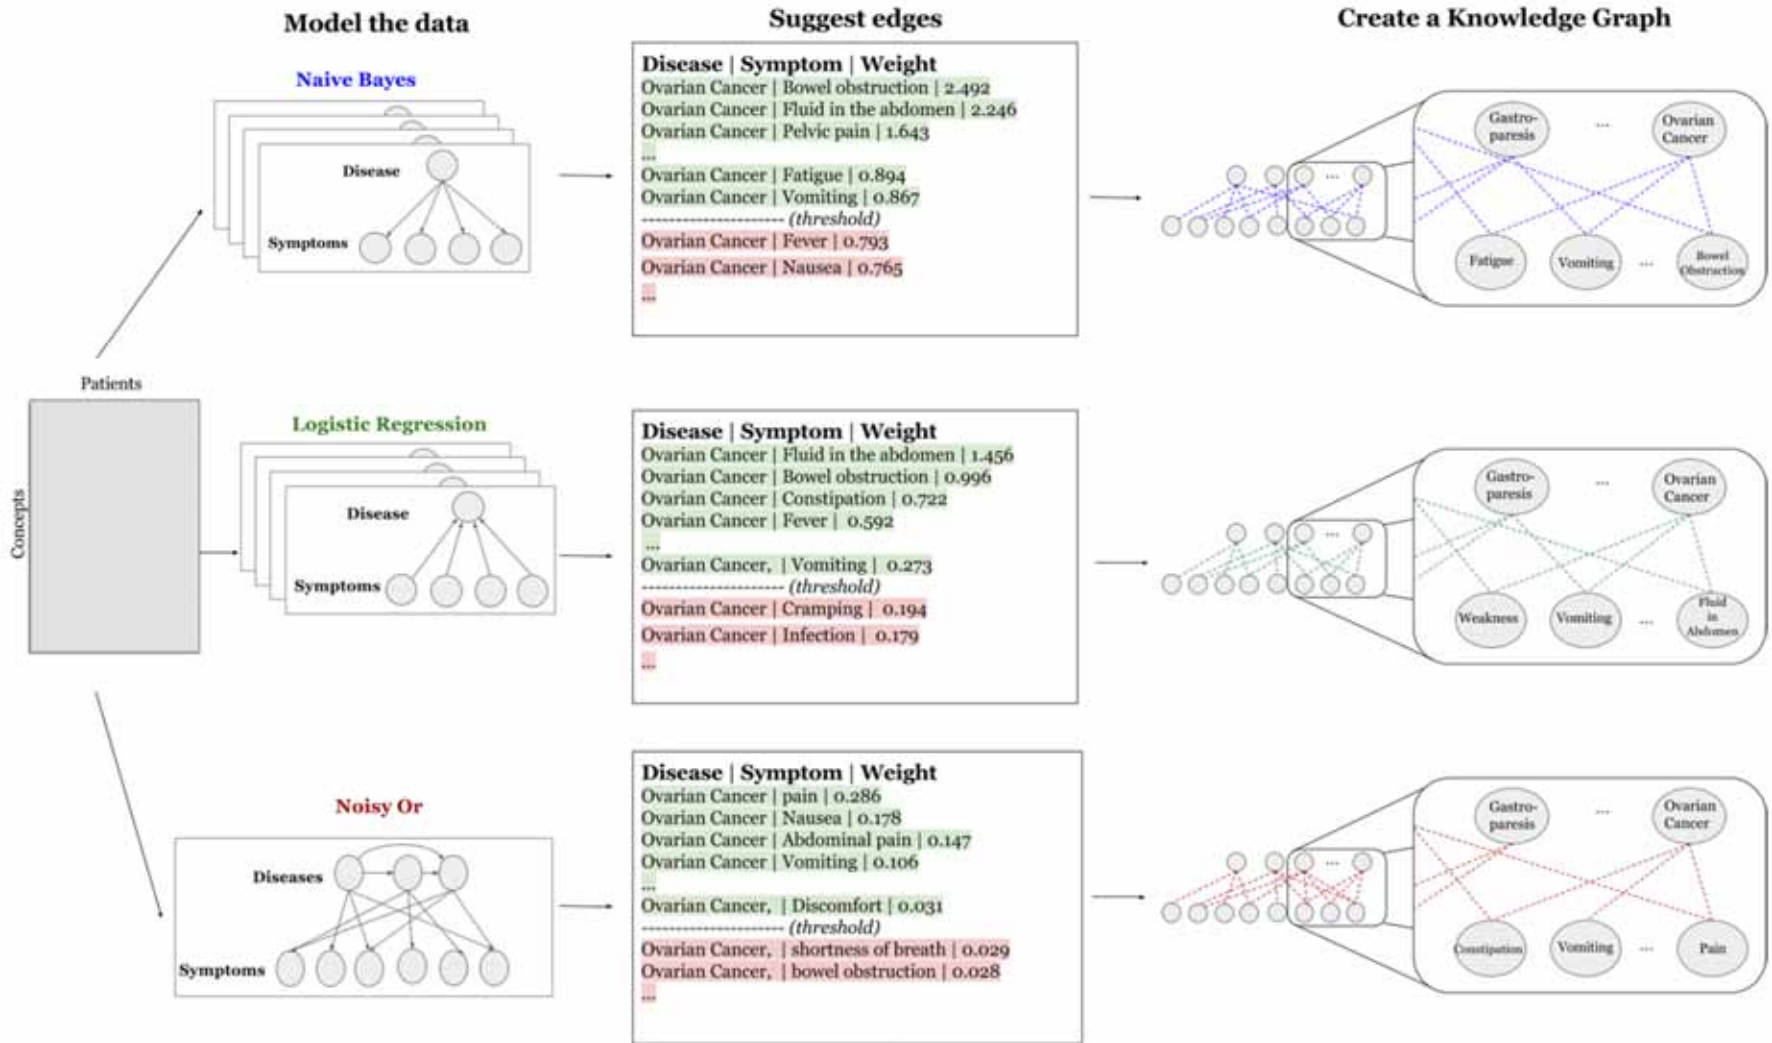 Model the data
Suggest edges
Create a Knowledge Graph
Naive Bayes
Disease
Symptoms
Disease | Symptom | Weight
Ovarian Cancer | Bowel obstruction | 2.492
Ovarian Cancer | Fluid in the abdomen | 2.246
Ovarian Cancer | Pelvic pain | 1.643
...
Ovarian Cancer | Fatigue | 0.894
Ovarian Cancer | Vomiting | 0.867
--------------------- (threshold)
Ovarian Cancer | Fever | 0.793
Ovarian Cancer | Nausea | 0.765
...
Gastro-
paresis
...
Ovarian
Cancer
...
Fatigue
Vomiting
...
Bowel
Obstruction
Patients
Concepts
Logistic Regression
Disease
Symptoms
Disease | Symptom | Weight
Ovarian Cancer | Fluid in the abdomen | 1.456
Ovarian Cancer | Bowel obstruction | 0.996
Ovarian Cancer | Constipation | 0.722
Ovarian Cancer | Fever | 0.592
...
Ovarian Cancer, | Vomiting | 0.273
--------------------- (threshold)
Ovarian Cancer | Cramping | 0.194
Ovarian Cancer | Infection | 0.179
...
Gastro-
paresis
...
Ovarian
Cancer
...
Weakness
Vomiting
...
Fluid
in
Abdomen
Noisy Or
Diseases
Symptoms
Disease | Symptom | Weight
Ovarian Cancer | pain | 0.286
Ovarian Cancer | Nausea | 0.178
Ovarian Cancer | Abdominal pain | 0.147
Ovarian Cancer | Vomiting | 0.106
...
Ovarian Cancer, | Discomfort | 0.031
--------------------- (threshold)
Ovarian Cancer, | shortness of breath | 0.029
Ovarian Cancer, | bowel obstruction | 0.028
...
Gastro-
paresis
...
Ovarian
Cancer
...
Constipation
Vomiting
...
Pain